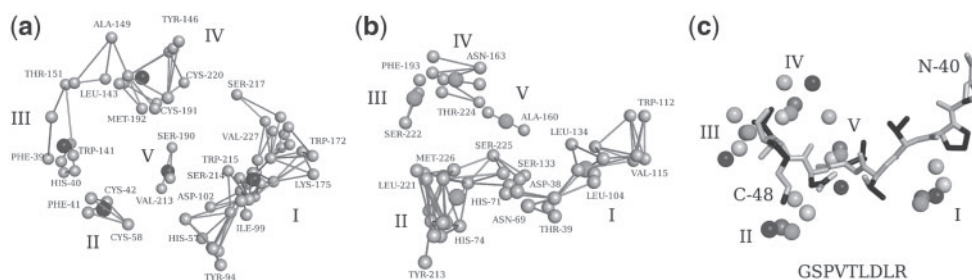 (a)
ALA-149
TYR-146
IV
THR-151
CYS-220
LEU-143
SER-217
CYS-191
MET-192
III
VAL-227
TRP-172
SER-190
PHE-39
TRP-141
V
TRP-215
HIS-40
SER-214
LYS-175
CYS-42
ASP-102
PHE-41
VAL-213
I
II
ILE-99
CYS-58
HIS-57
TYR-94
(b)
IV
ASN-163
PHE-193
III
V
TRP-112
THR-224
ALA-160
SER-222
LEU-134
SER-225
MET-226
SER-133
VAL-115
LEU-221
ASP-38
HIS-71
LEU-104
II
ASN-69
I
THR-39
HIS-74
TYR-213
(c)
IV
N-40
III
V
C-48
II
I
GSPVTLDLR